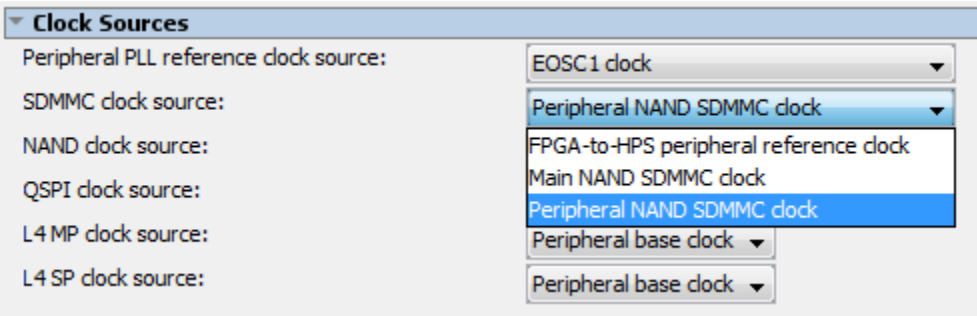 Clock Sources
Peripheral PLL reference clock source: EOSC1 clock
SDMMC clock source: Peripheral NAND SDMMC clock
NAND clock source: FPGA-to-HPS peripheral reference clock
Main NAND SDMMC clock
QSPI clock source: Peripheral NAND SDMMC clock
L4 MP clock source: Peripheral base clock
L4 SP clock source: Peripheral base clock